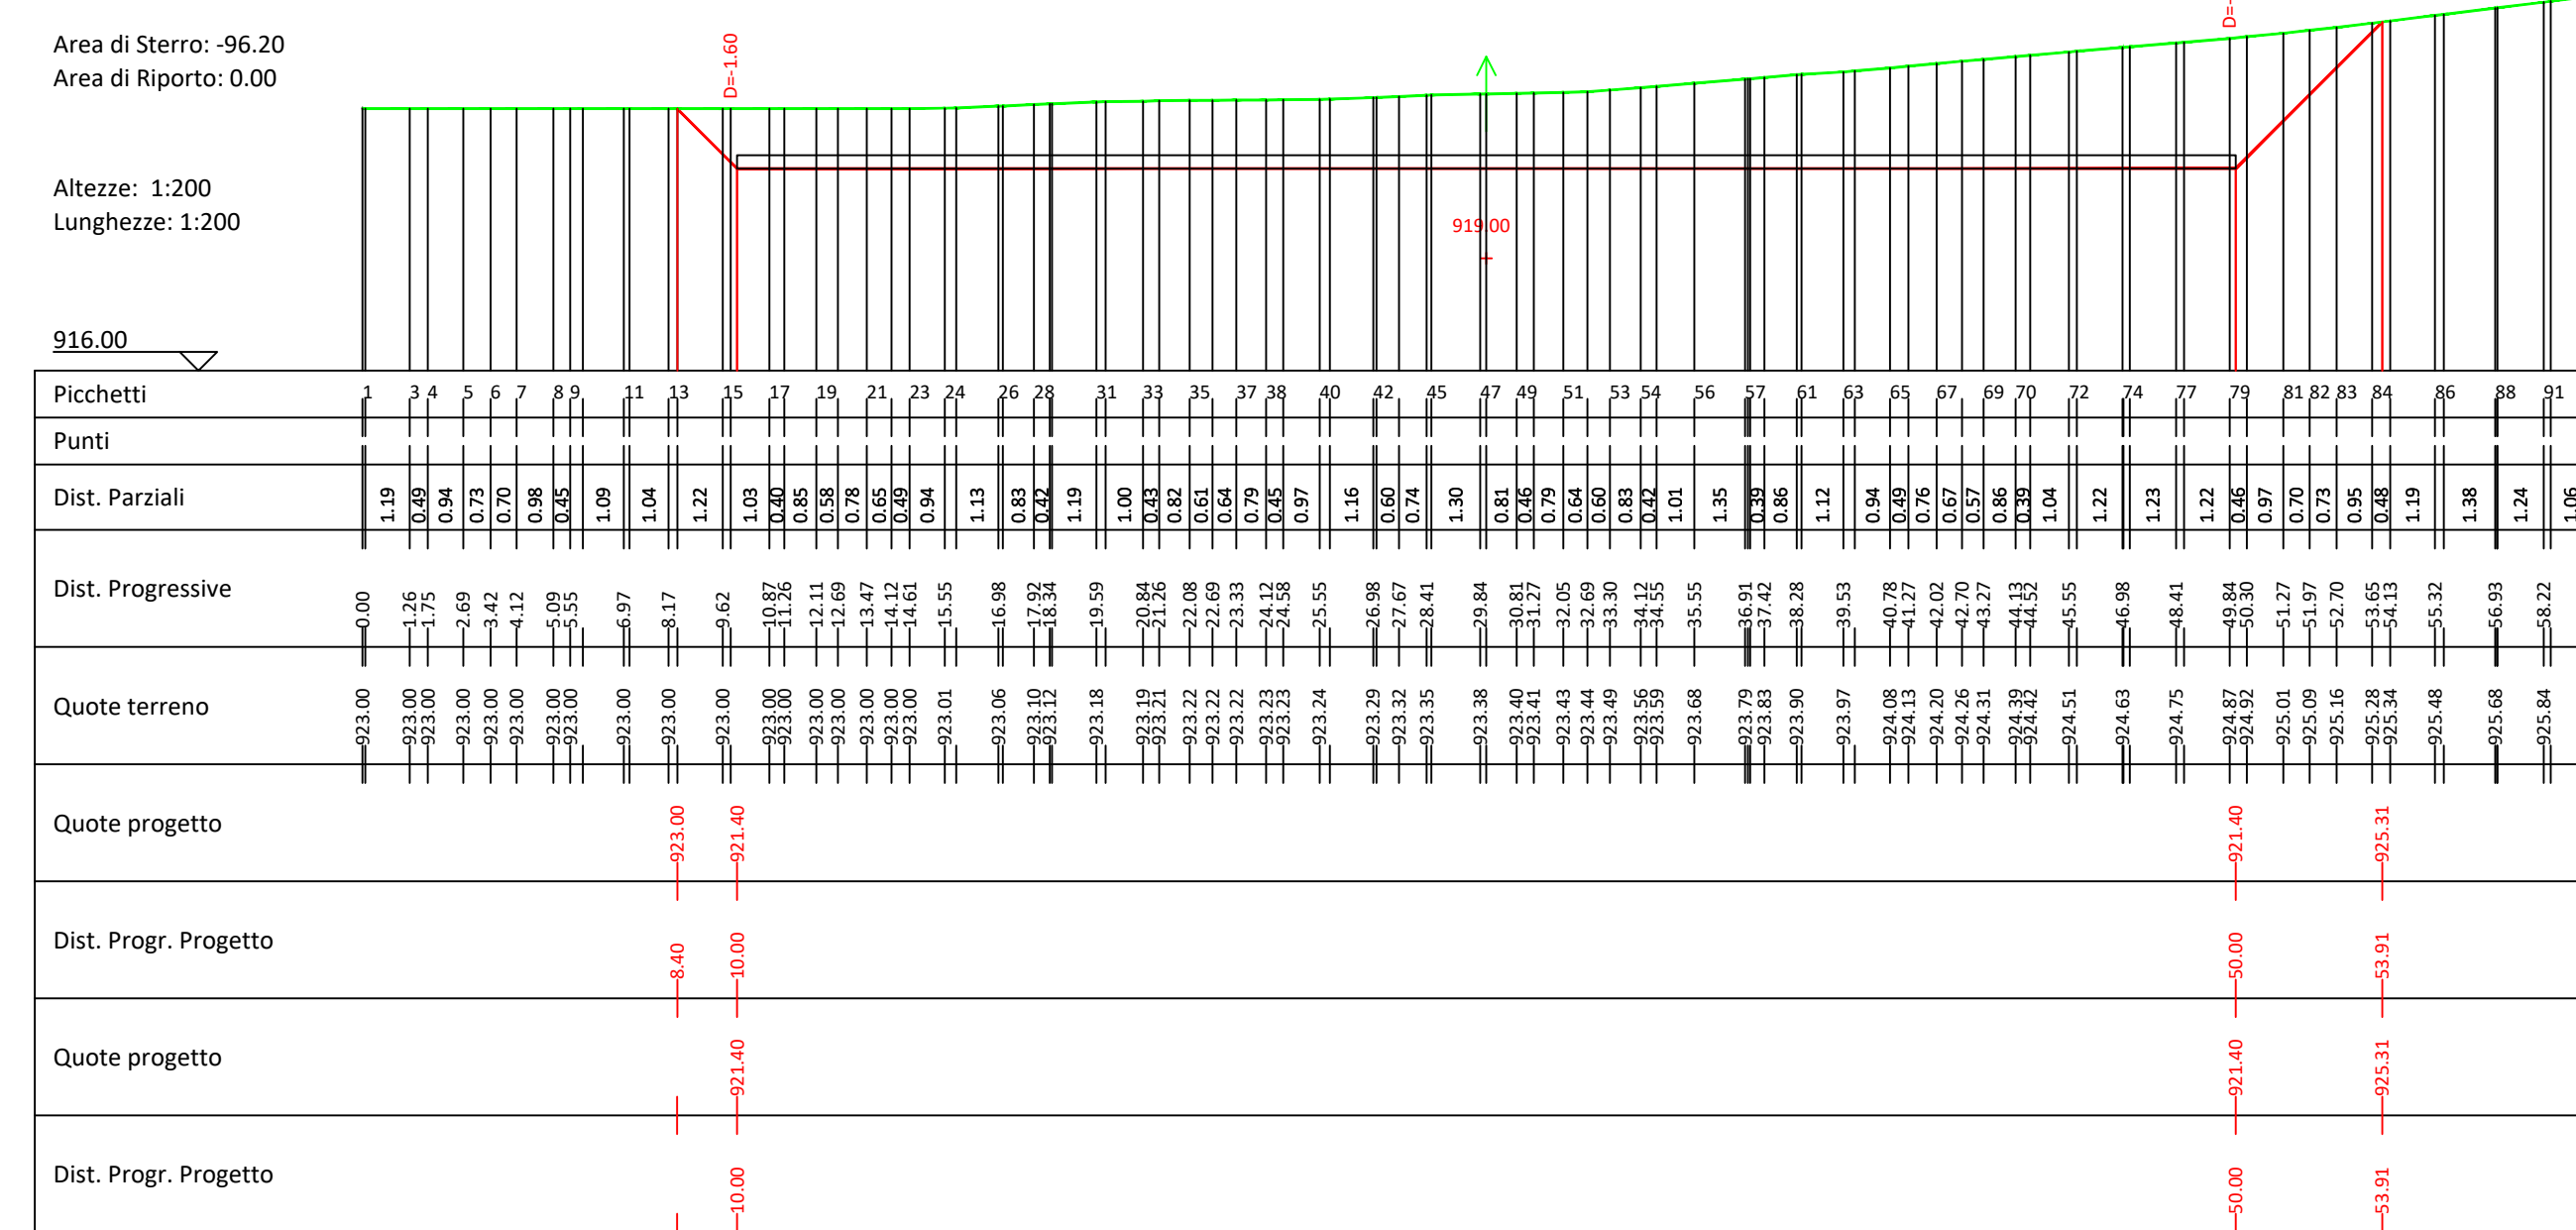 D=-
D=-1.60
Area di Sterro: -96.20
Area di Riporto: 0.00
Altezze: 1:200
Lunghezze: 1:200
919.00
916.00
Picchetti 1 3 4 5 6 7 8 9 11 13 15 17 19 21 23 24 26 28 31 33 35 37 38 40 42 45 47 49 51 53 54 56 57 61 63 65 67 69 70 72 74 77 79 81 82 83 84 86 88 91
Punti
Dist. Parziali 1.19 0.49 0.94 0.73 0.70 0.98 0.45 1.09 1.04 1.22 1.03 0.40 0.85 0.58 0.78 0.65 0.49 0.94 1.13 0.83 0.42 1.19 1.00 0.43 0.82 0.61 0.64 0.79 0.45 0.97 1.16 0.60 0.74 1.30 0.81 0.46 0.79 0.64 0.60 0.83 0.42 1.01 1.35 0.39 0.86 1.12 0.94 0.49 0.76 0.67 0.57 0.86 0.39 1.04 1.22 1.23 1.22 0.46 0.97 0.70 0.73 0.95 0.48 1.19 1.38 1.24 1.06
Dist. Progressive 0.00 1.26 1.75 2.69 3.42 4.12 5.09 5.55 6.97 8.17 9.62 10.87 11.26 12.11 12.69 13.47 14.12 14.61 15.55 16.98 17.92 18.34 19.59 20.84 21.26 22.08 22.69 23.33 24.12 24.58 25.55 26.98 27.67 28.41 29.84 30.81 31.27 32.05 32.69 33.30 34.12 34.55 35.55 36.91 37.42 38.28 39.53 40.78 41.27 42.02 42.70 43.27 44.13 44.52 45.55 46.98 48.41 49.84 50.30 51.27 51.97 52.70 53.65 54.13 55.32 56.93 58.22
Quote terreno 923.00 923.00 923.00 923.00 923.00 923.00 923.00 923.00 923.00 923.00 923.00 923.00 923.00 923.00 923.00 923.00 923.00 923.00 923.01 923.06 923.10 923.12 923.18 923.19 923.21 923.22 923.22 923.22 923.23 923.23 923.24 923.29 923.32 923.35 923.38 923.40 923.41 923.43 923.44 923.49 923.56 923.59 923.68 923.79 923.83 923.90 923.97 924.08 924.13 924.20 924.26 924.31 924.39 924.42 924.51 924.63 924.75 924.87 924.92 925.01 925.09 925.16 925.28 925.34 925.48 925.68 925.84
Quote progetto 923.00 921.40 921.40 925.31
Dist. Progr. Progetto 8.40 10.00 50.00 53.91
Quote progetto 921.40 921.40 925.31
Dist. Progr. Progetto 10.00 50.00 53.91